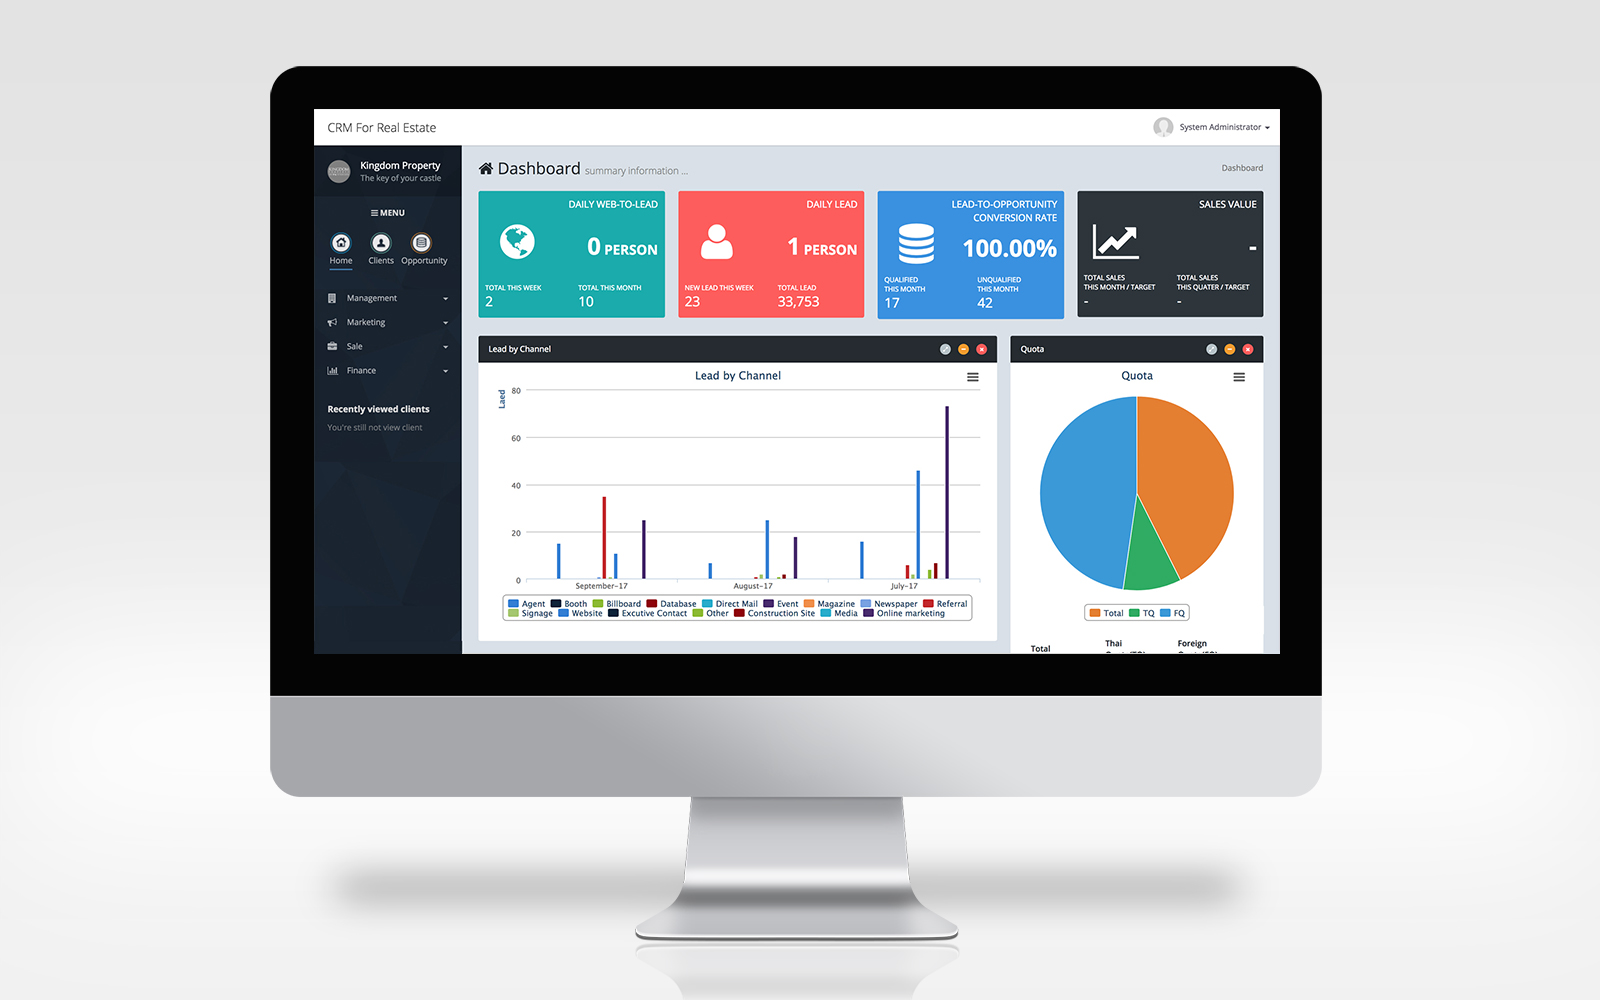 CRM For Real Estate
System Administrator
Kingdom Property
The key of your castle
MENU
Home Clients Opportunity
Management
Marketing
Sale
Finance
Recently viewed clients
You're still not view client
Dashboard summary information ...
Dashboard
DAILY WEB-TO-LEAD
0 PERSON
TOTAL THIS WEEK
2
TOTAL THIS MONTH
10
DAILY LEAD
1 PERSON
NEW LEAD THIS WEEK
23
TOTAL LEAD
33,753
LEAD-TO-OPPORTUNITY
CONVERSION RATE
100.00%
QUALIFIED
THIS MONTH
17
UNQUALIFIED
THIS MONTH
42
SALES VALUE
-
TOTAL SALES
THIS MONTH / TARGET
-
TOTAL SALES
THIS QUATER / TARGET
-
Lead by Channel
Lead by Channel
Laed
80
60
40
20
0
September-17 August-17 July-17
Agent Booth Billboard Database Direct Mail Event Magazine Newspaper Referral
Signage Website Excutive Contact Other Construction Site Media Online marketing
Quota
Quota
Total TQ FQ
Total
Thai
Foreign